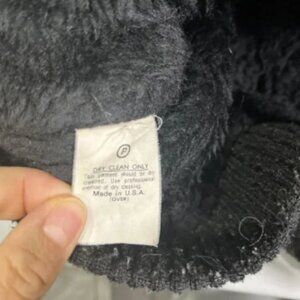 P
DRY CLEAN ONLY
This garment should be dry
cleaned. Use professional
method of dry cleaning.
Made in U.S.A.
(OVER)